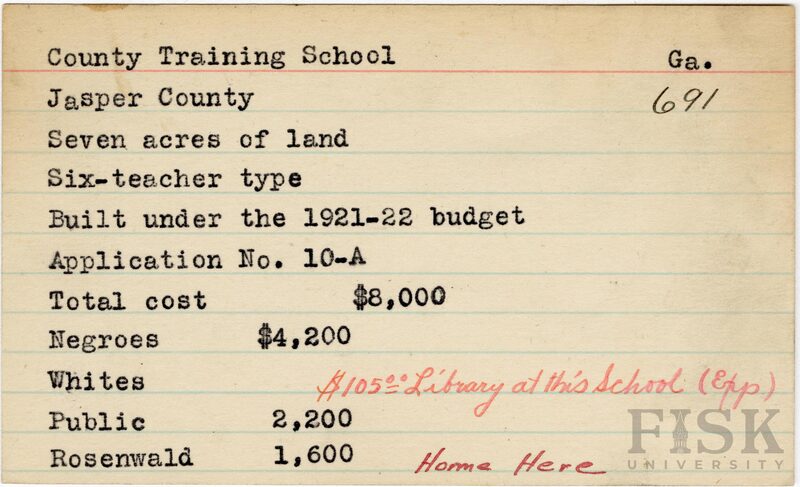 County Training School Ga.
Jasper County 691
Seven acres of land
Six-teacher type
Built under the 1921-22 budget
Application No. 10-A
Total cost $8,000
Negroes $4,200
Whites $105.00 Library at this School (Exp)
Public 2,200
Rosenwald 1,600 Home Here
FISK
UNIVERSITY